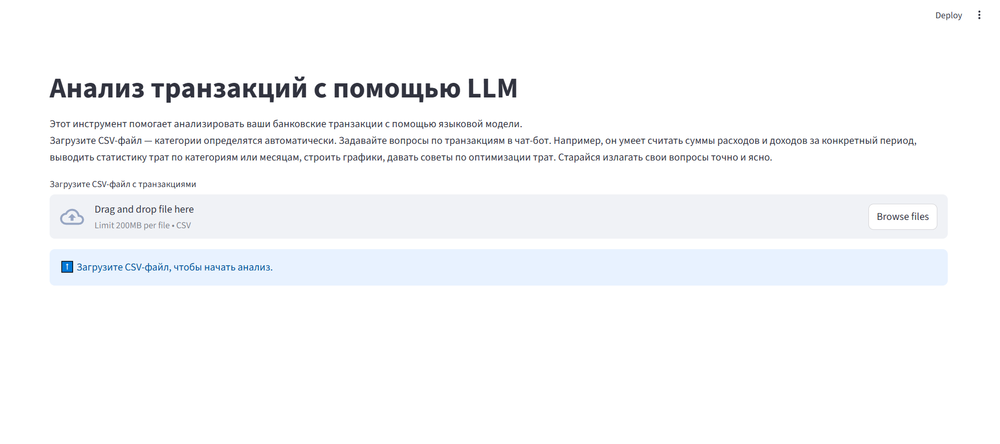 Deploy
Анализ транзакций с помощью LLM
Этот инструмент помогает анализировать ваши банковские транзакции с помощью языковой модели.
Загрузите CSV-файл — категории определятся автоматически. Задавайте вопросы по транзакциям в чат-бот. Например, он умеет считать суммы расходов и доходов за конкретный период,
выводить статистику трат по категориям или месяцам, строить графики, давать советы по оптимизации трат. Старайся излагать свои вопросы точно и ясно.
Загрузите CSV-файл с транзакциями
Drag and drop file here
Limit 200MB per file • CSV
Browse files
Загрузите CSV-файл, чтобы начать анализ.